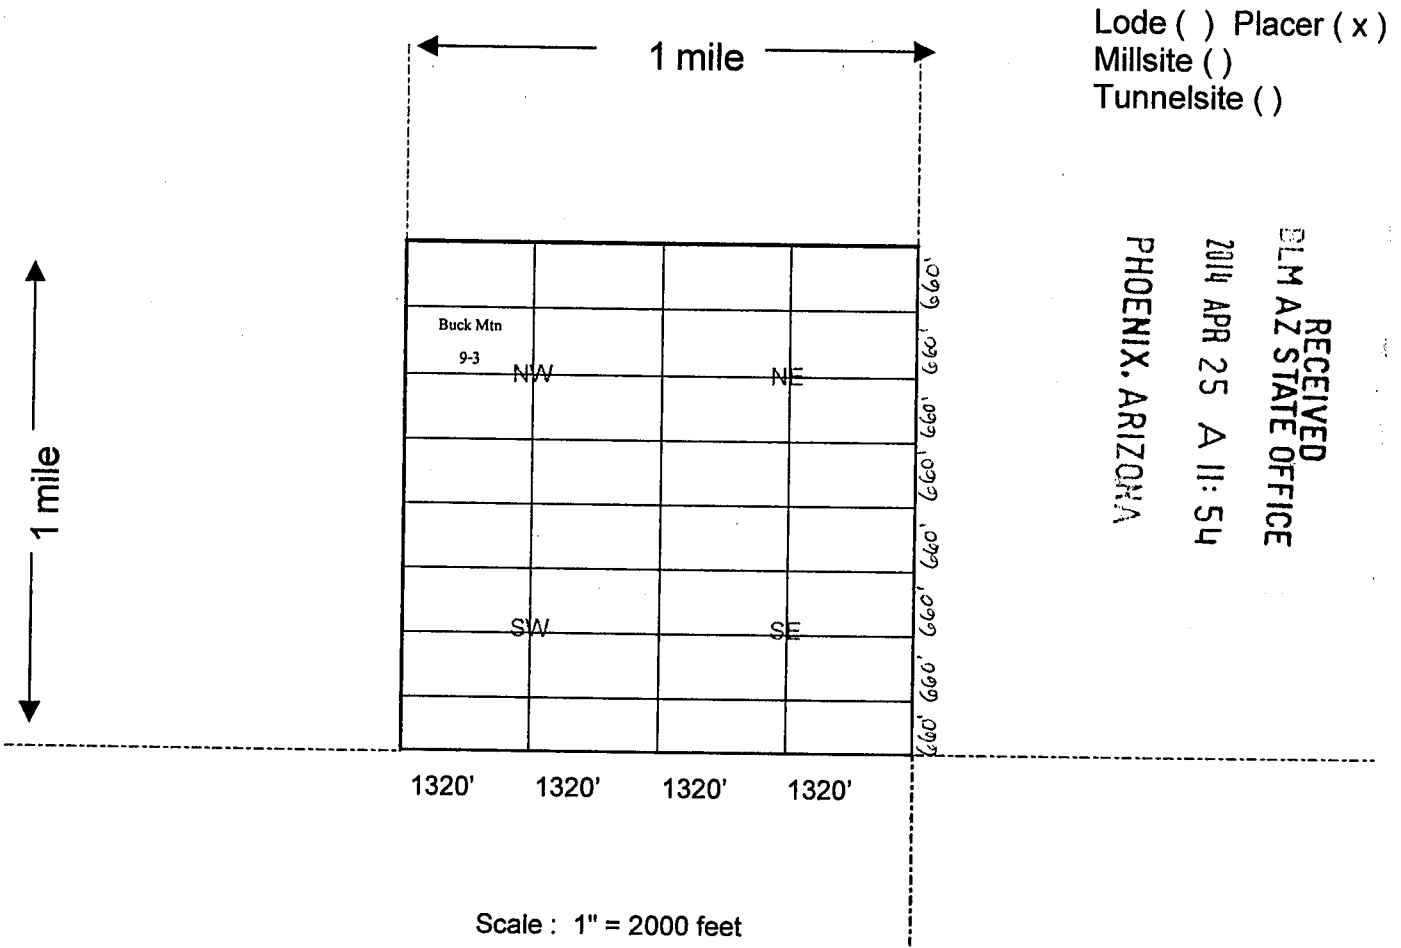 Lode ( ) Placer ( x )
Millsite ( )
Tunnelsite ( )
1 mile
1 mile
RECEIVED
BLM AZ STATE OFFICE
2014 APR 25 A 11: 54
PHOENIX, ARIZONA
Buck Mtn
9-3
NW
NE
SW
SE
660'
660'
660'
660'
660'
660'
660'
660'
1320' 1320' 1320' 1320'
Scale : 1" = 2000 feet